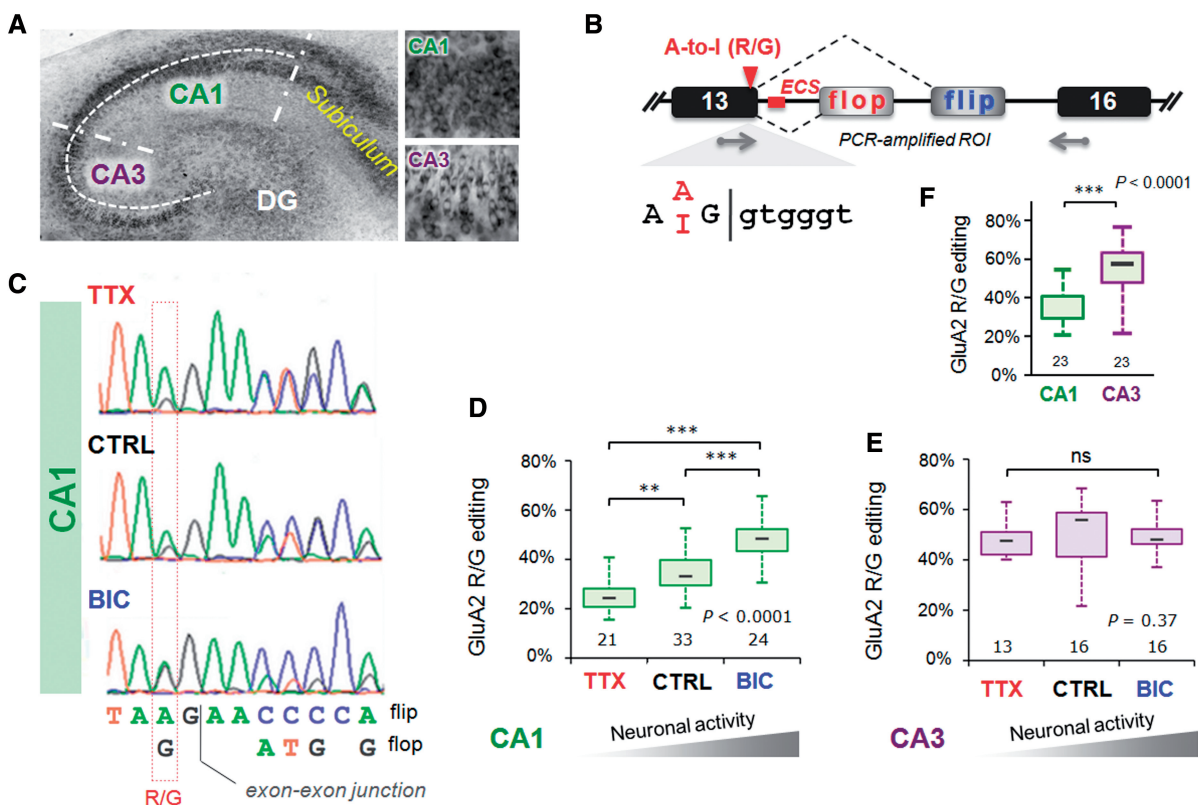 A
CA1
CA3
DG
Subiculum
CA1
CA3
B
A-to-I (R/G)
ECS
13
flop
flip
16
PCR-amplified ROI
A
A
I
G
gtgggt
C
CA1
TTX
CTRL
BIC
T A A G A A C C C C A flip
G A T G G flop
exon-exon junction
R/G
D
GluA2 R/G editing
80%
60%
40%
20%
0%
***
***
**
P < 0.0001
21 33 24
TTX CTRL BIC
CA1
Neuronal activity
E
GluA2 R/G editing
80%
60%
40%
20%
0%
ns
P = 0.37
13 16 16
TTX CTRL BIC
CA3
Neuronal activity
F
P < 0.0001
***
GluA2 R/G editing
80%
60%
40%
20%
0%
23 23
CA1 CA3